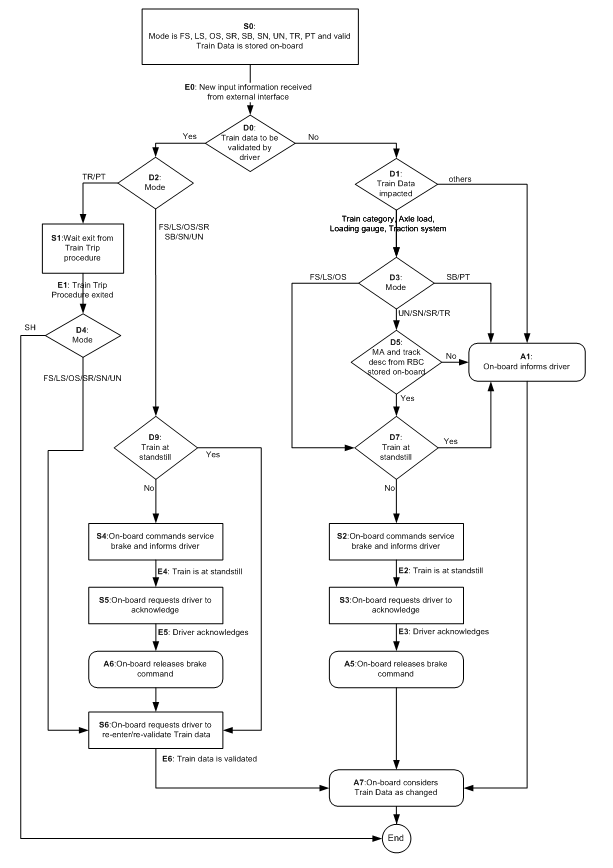 S0:
Mode is FS, LS, OS, SR, SB, SN, UN, TR, PT and valid
Train Data is stored on-board
E0: New input information received
from external interface
D0:
Train data to be
validated by
driver
Yes
No
D2:
Mode
D1:
Train Data
impacted
TR/PT
others
FS/LS/OS/SR
SB/SN/UN
Train category, Axle load,
Loading gauge, Traction system
S1:Wait exit from
Train Trip
procedure
E1: Train Trip
Procedure exited
D3:
Mode
FS/LS/OS
SB/PT
UN/SN/SR/TR
SH
D4:
Mode
D5:
MA and track
desc from RBC
stored on-board
No
A1:
On-board informs driver
FS/LS/OS/SR/SN/UN
Yes
D9:
Train at
standstill
Yes
D7:
Train at
standstill
Yes
No
No
S4:On-board commands service
brake and informs driver
S2:On-board commands service
brake and informs driver
E4: Train is at standstill
E2: Train is at standstill
S5:On-board requests driver to
acknowledge
S3:On-board requests driver to
acknowledge
E5: Driver acknowledges
E3: Driver acknowledges
A6:On-board releases brake
command
A5:On-board releases brake
command
S6:On-board requests driver to
re-enter/re-validate Train data
E6: Train data is validated
A7:On-board considers
Train Data as changed
End